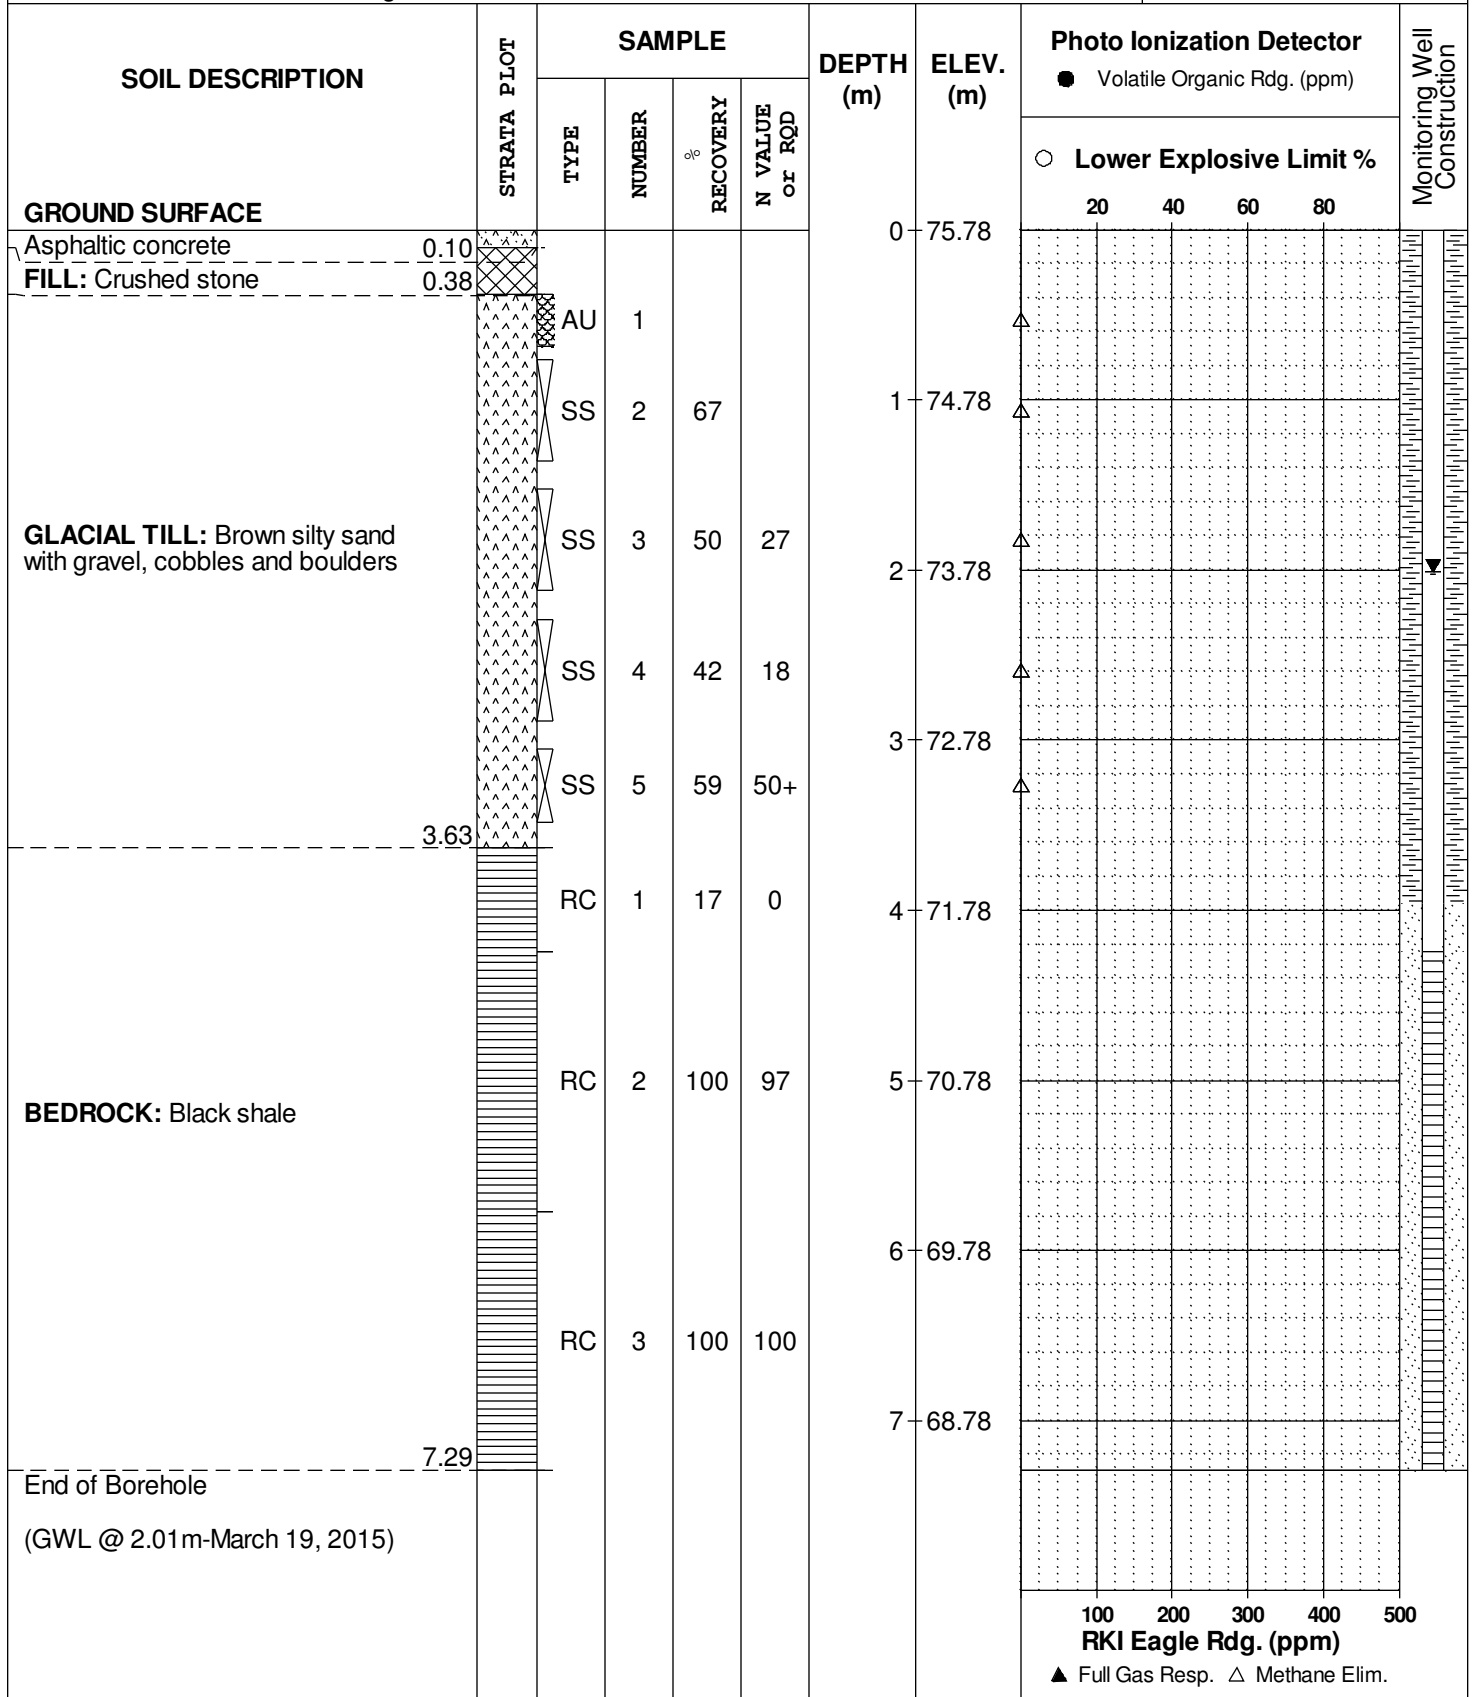 SOIL DESCRIPTION
GROUND SURFACE
STRATA PLOT
SAMPLE
TYPE
NUMBER
% RECOVERY
N VALUE or RQD
DEPTH (m)
ELEV. (m)
Photo Ionization Detector
● Volatile Organic Rdg. (ppm)
○ Lower Explosive Limit %
20 40 60 80
Monitoring Well Construction
0 75.78
Asphaltic concrete 0.10
FILL: Crushed stone 0.38
AU 1
SS 2 67
1 74.78
GLACIAL TILL: Brown silty sand
with gravel, cobbles and boulders
SS 3 50 27
2 73.78
SS 4 42 18
3 72.78
SS 5 59 50+
3.63
RC 1 17 0
4 71.78
RC 2 100 97
5 70.78
BEDROCK: Black shale
6 69.78
RC 3 100 100
7 68.78
7.29
End of Borehole
(GWL @ 2.01m-March 19, 2015)
100 200 300 400 500
RKI Eagle Rdg. (ppm)
▲ Full Gas Resp. △ Methane Elim.